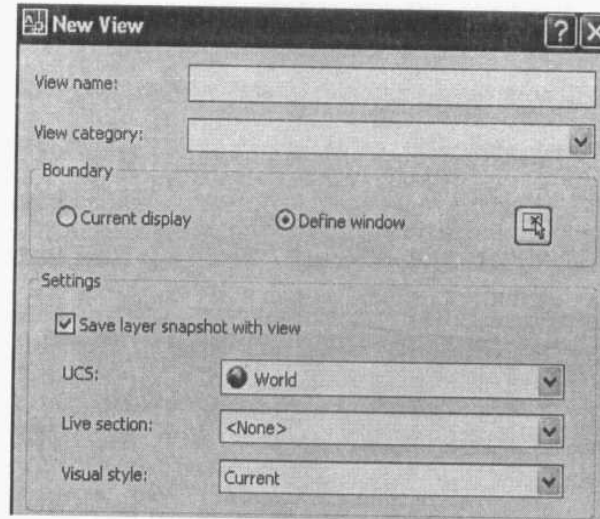 New View
View name:
View category:
Boundary
Current display
Define window
Settings
Save layer snapshot with view
UCS: World
Live section: <None>
Visual style: Current